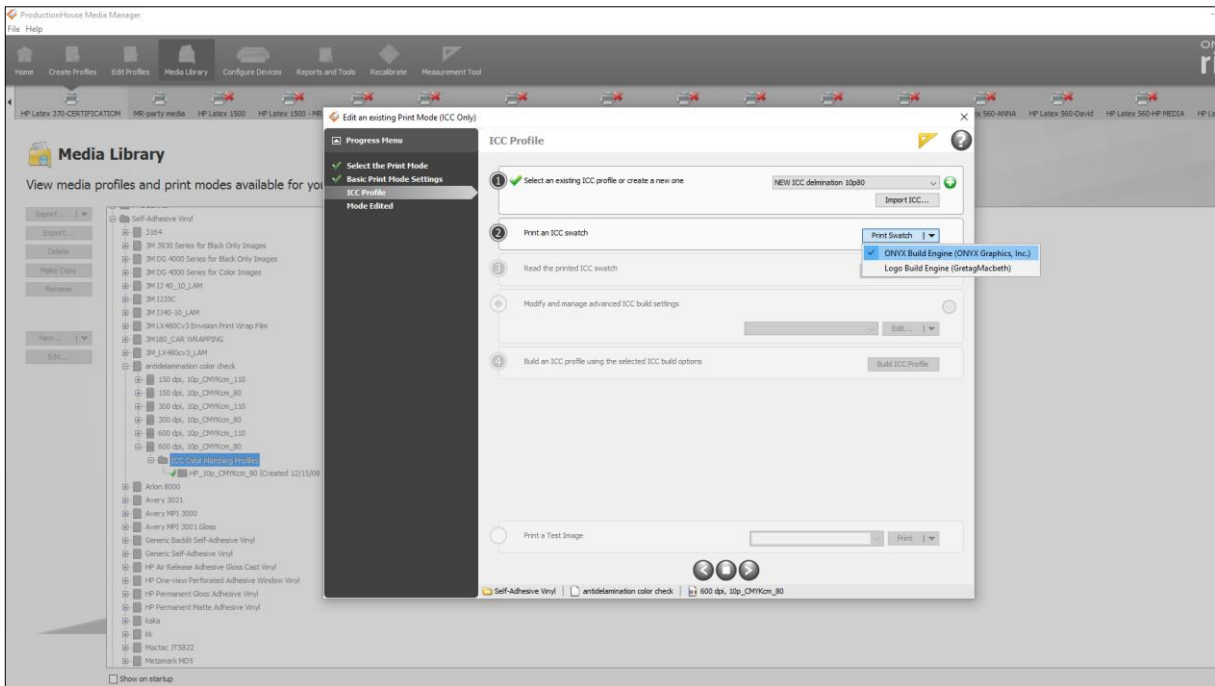 ProductionHouse Media Manager
File Help
Home Create Profiles Edit Profiles Media Library Configure Devices Reports and Tools Recalibrate Measurement Tool
HP Latex 370-CERTIFICATIOM MR-party media HP Latex 1500 HP Latex 1500 -MR 560-ANNA HP Latex 560-David HP Latex 560-HP MEDIA
Media Library
View media profiles and print modes available for you
Import...
Export...
Delete
Make Copy
Rename
New...
Edit...
Self-Adhesive Vinyl
3164
3M 3930 Series for Black Only Images
3M DG 4000 Series for Black Only Images
3M DG 4000 Series for Color Images
3M IJ 40_10_LAM
3M IJ35C
3M IJ40-10_LAM
3M LX480Cv3 Envision Print Wrap Film
3M180_CAR WRAPPING
3M_LX480cv3_LAM
antidelamination color check
150 dpi, 10p_CMYKcm_110
150 dpi, 10p_CMYKcm_80
300 dpi, 10p_CMYKcm_110
300 dpi, 10p_CMYKcm_80
600 dpi, 10p_CMYKcm_110
600 dpi, 10p_CMYKcm_80
ICC Color Matching Profiles
HP_10p_CMYKcm_80 (Created 12/15/08
Arlon 8000
Avery 3021
Avery MPI 3000
Avery MPI 3001 Gloss
Generic Backlit Self-Adhesive Vinyl
Generic Self-Adhesive Vinyl
HP Air Release Adhesive Gloss Cast Vinyl
HP One-view Perforated Adhesive Window Vinyl
HP Permanent Gloss Adhesive Vinyl
HP Permanent Matte Adhesive Vinyl
kaka
kk
Mactac JT5822
Metamark MD5
Show on startup
Edit an existing Print Mode (ICC Only)
Progress Menu
Select the Print Mode
Basic Print Mode Settings
ICC Profile
Mode Edited
ICC Profile
1 Select an existing ICC profile or create a new one NEW ICC delmination 10p80
Import ICC...
2 Print an ICC swatch Print Swatch
ONYX Build Engine (ONYX Graphics, Inc.)
Logo Build Engine (GretagMacbeth)
3 Read the printed ICC swatch
Modify and manage advanced ICC build settings
Edit...
4 Build an ICC profile using the selected ICC build options Build ICC Profile
Print a Test Image Print
Self-Adhesive Vinyl antidelamination color check 600 dpi, 10p_CMYKcm_80